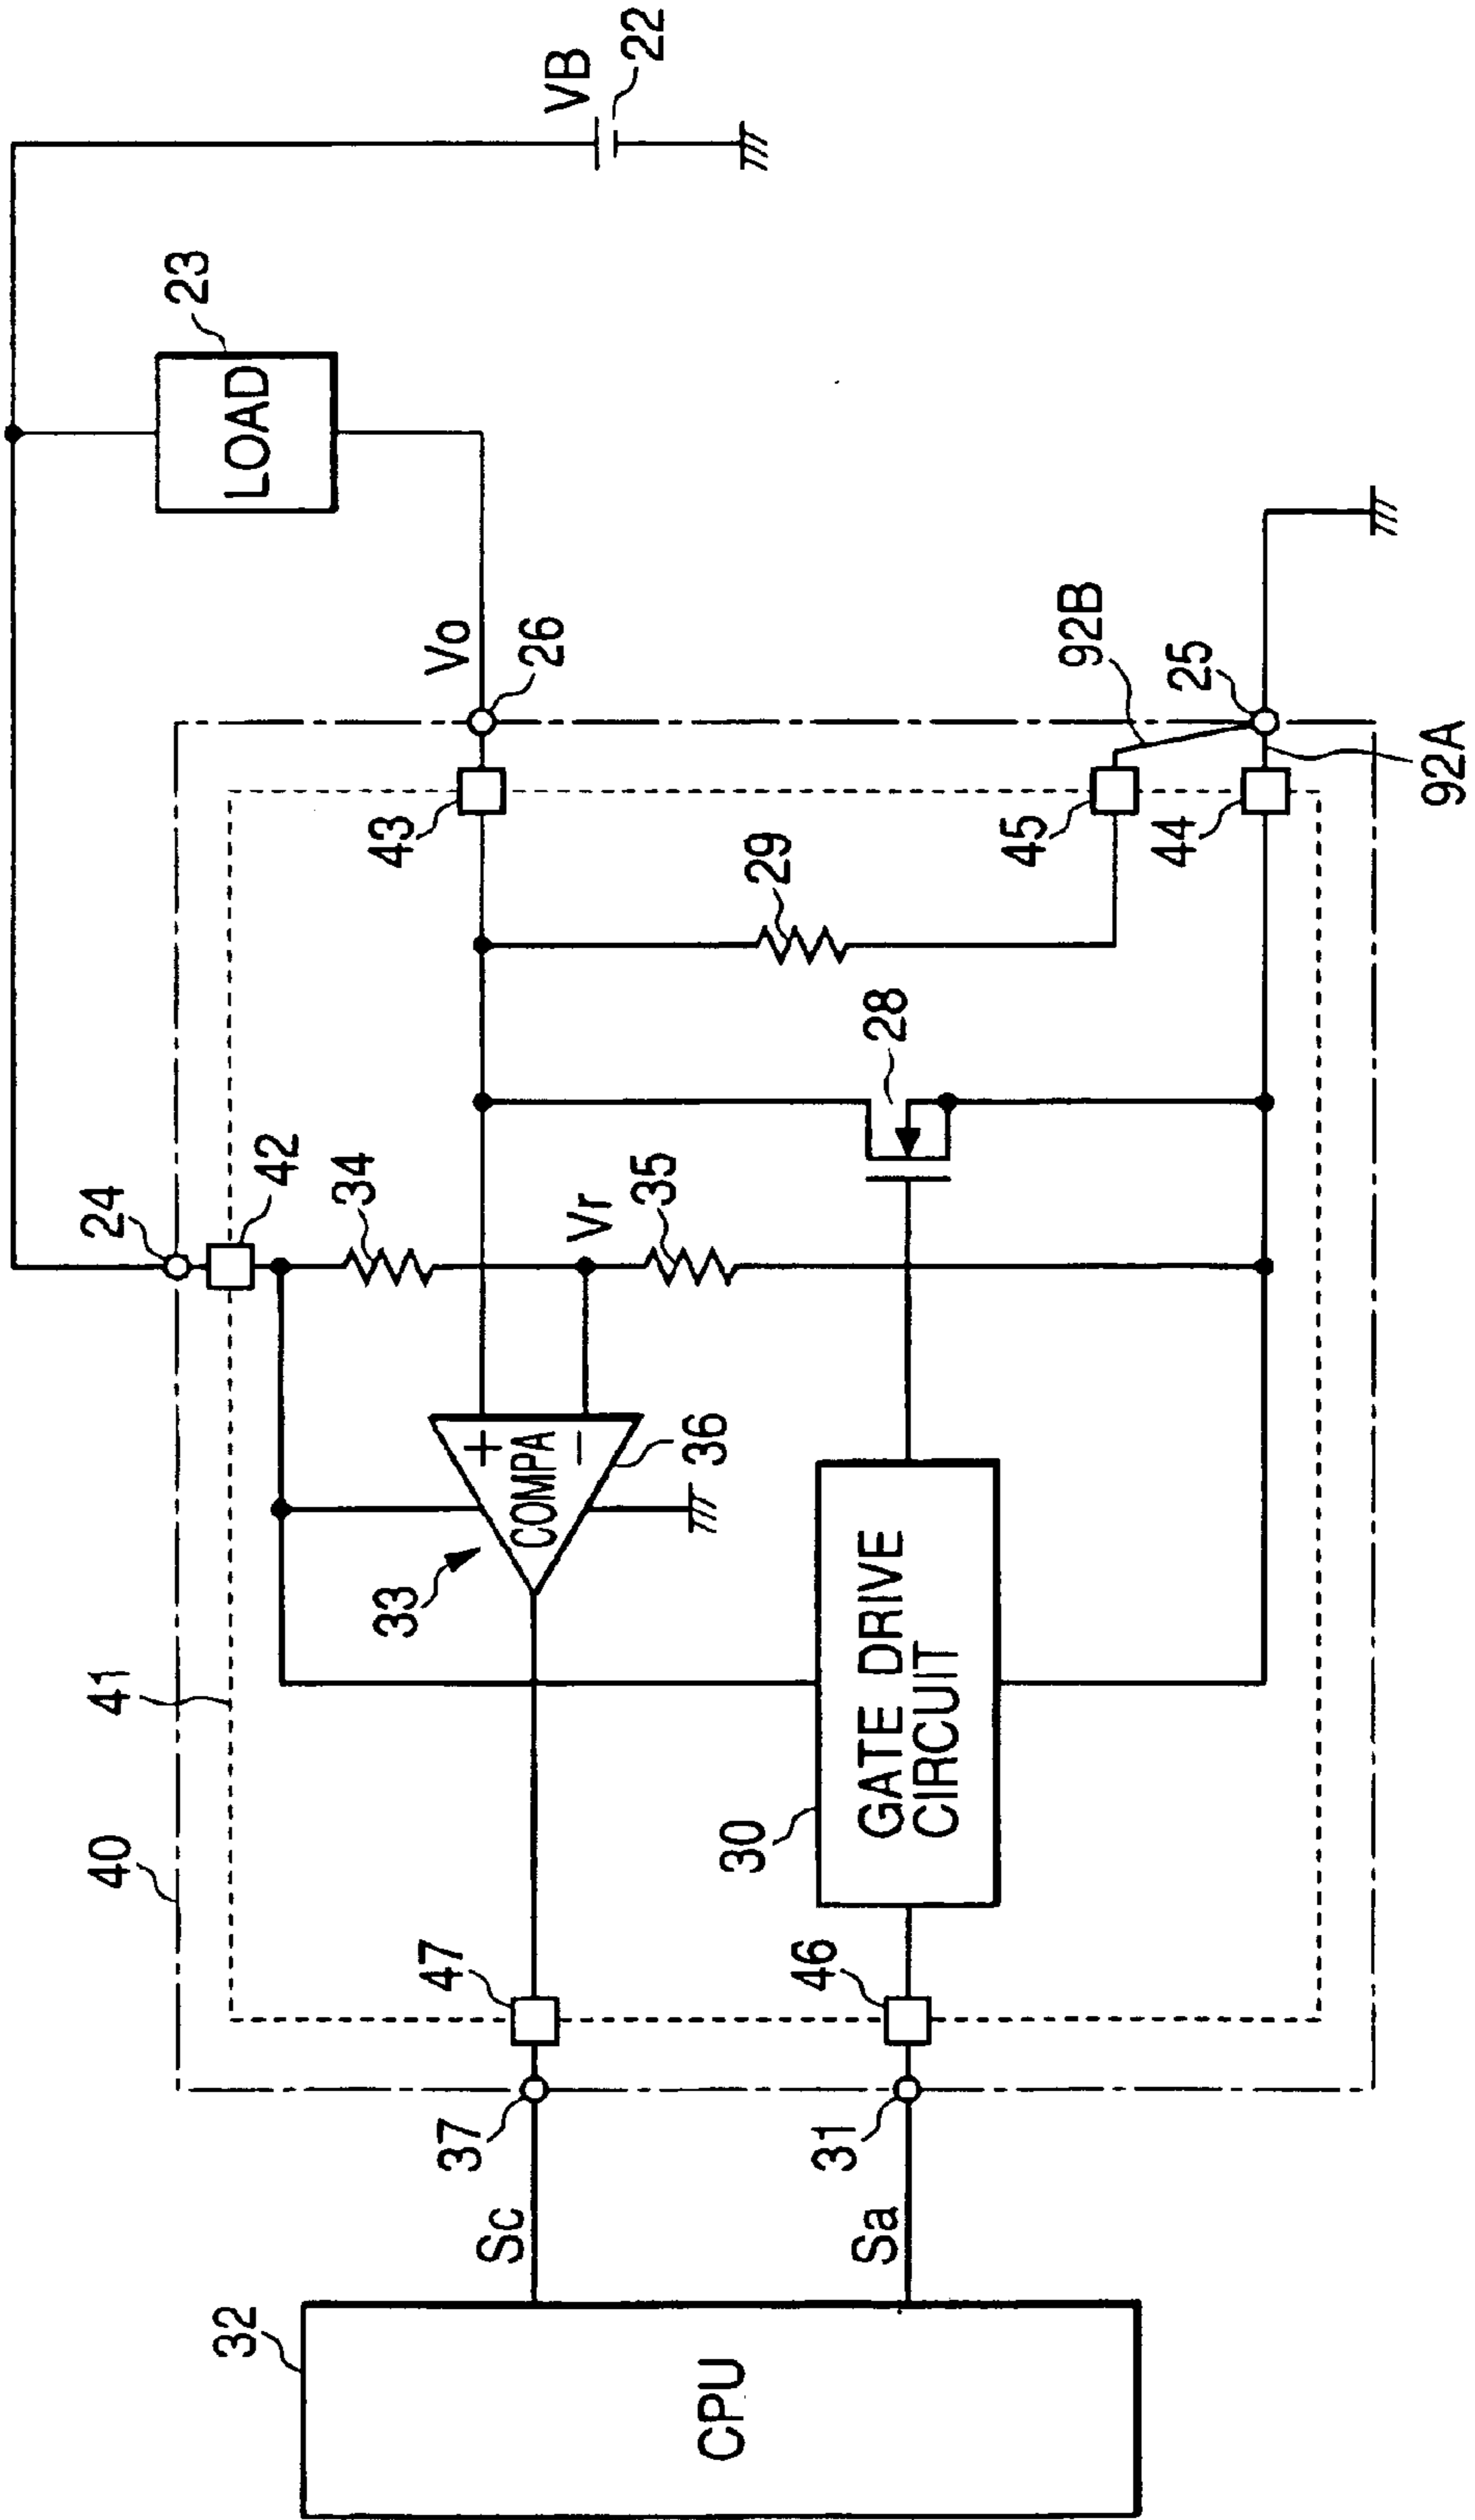 VB
22
23
LOAD
Vo
26
92B
25
92A
43
45
44
29
28
24
42
34
Vr
35
+
COMPA
−
36
33
41
GATE DRIVE
CIRCUIT
30
40
47
46
37
31
Sc
Sa
32
CPU